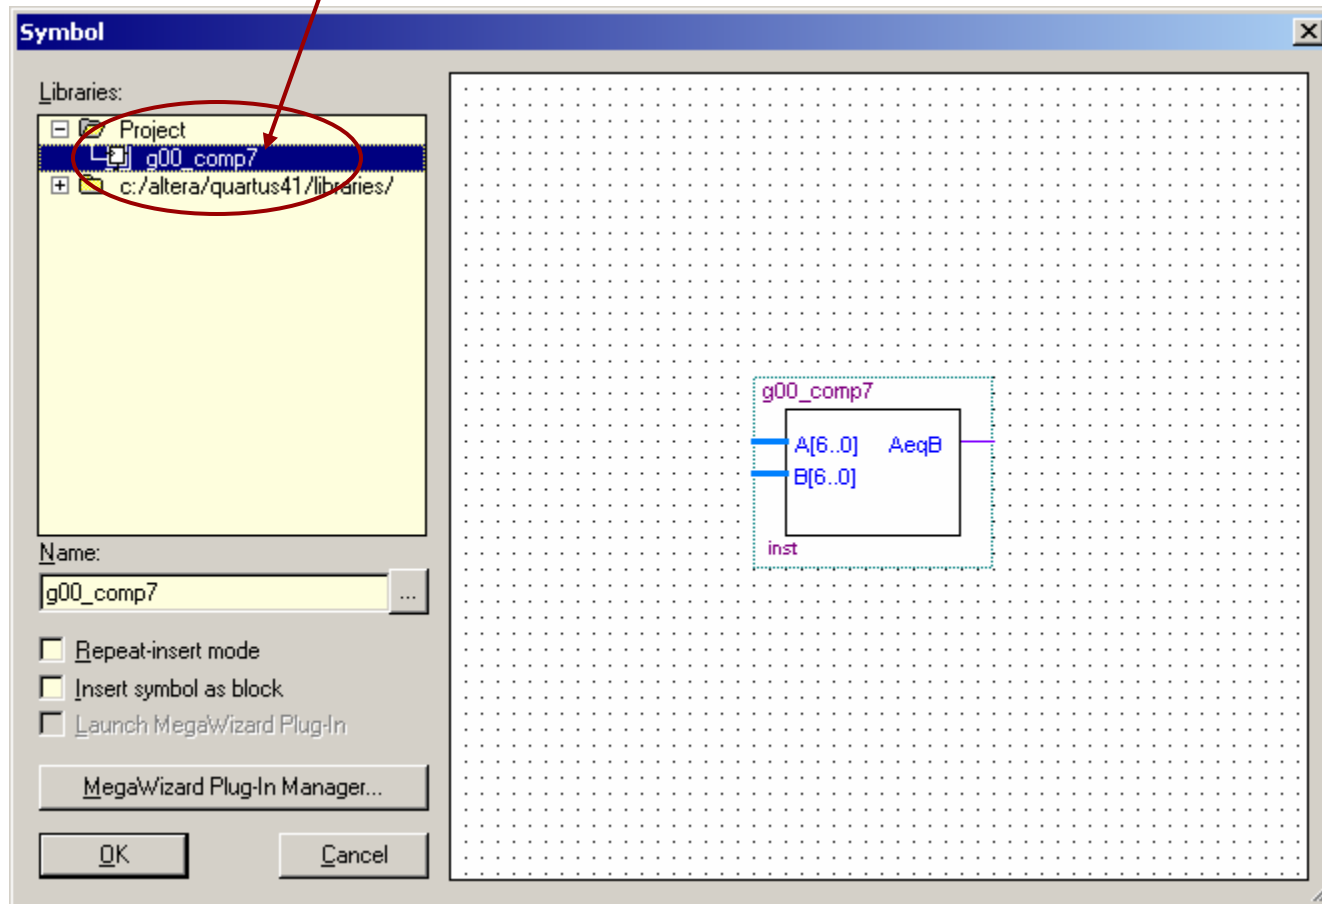 Symbol
Libraries:
Project
g00_comp7
c:/altera/quartus41/libraries/
Name:
g00_comp7
...
Repeat-insert mode
Insert symbol as block
Launch MegaWizard Plug-In
MegaWizard Plug-In Manager...
OK Cancel
g00_comp7
A[6..0] AeqB
B[6..0]
inst